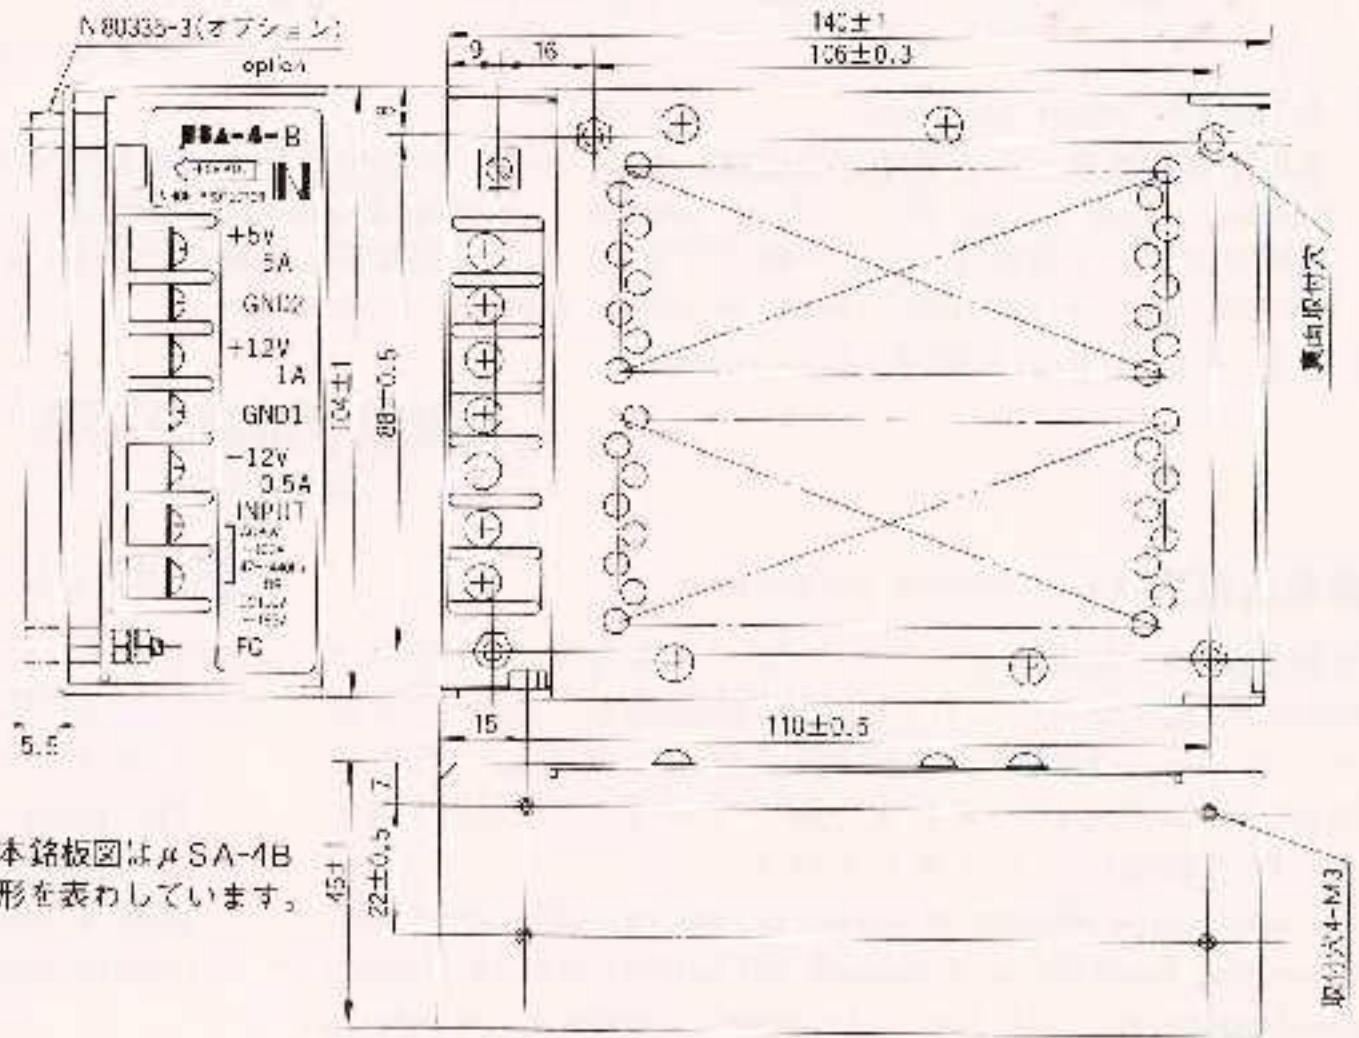 N80335-3(オプション)
option
140±1
9
16
106±0.3
8
μSA-4-B
IN
+5V
5A
GND2
+12V
1A
GND1
-12V
0.5A
INPUT
FG
104±1
88±0.5
裏面取付穴
5.5
15
110±0.5
7
45±1
22±0.5
本銘板図はμSA-4B
形を表わしています。
取付穴4-M3